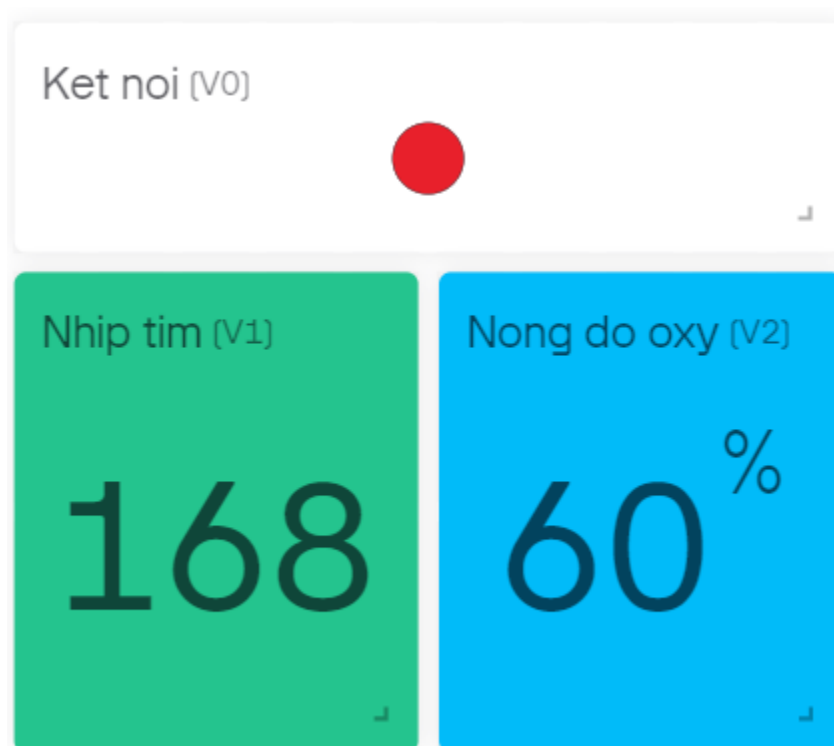 Ket noi (V0)
Nhip tim (V1)
Nong do oxy (V2)
168
60%